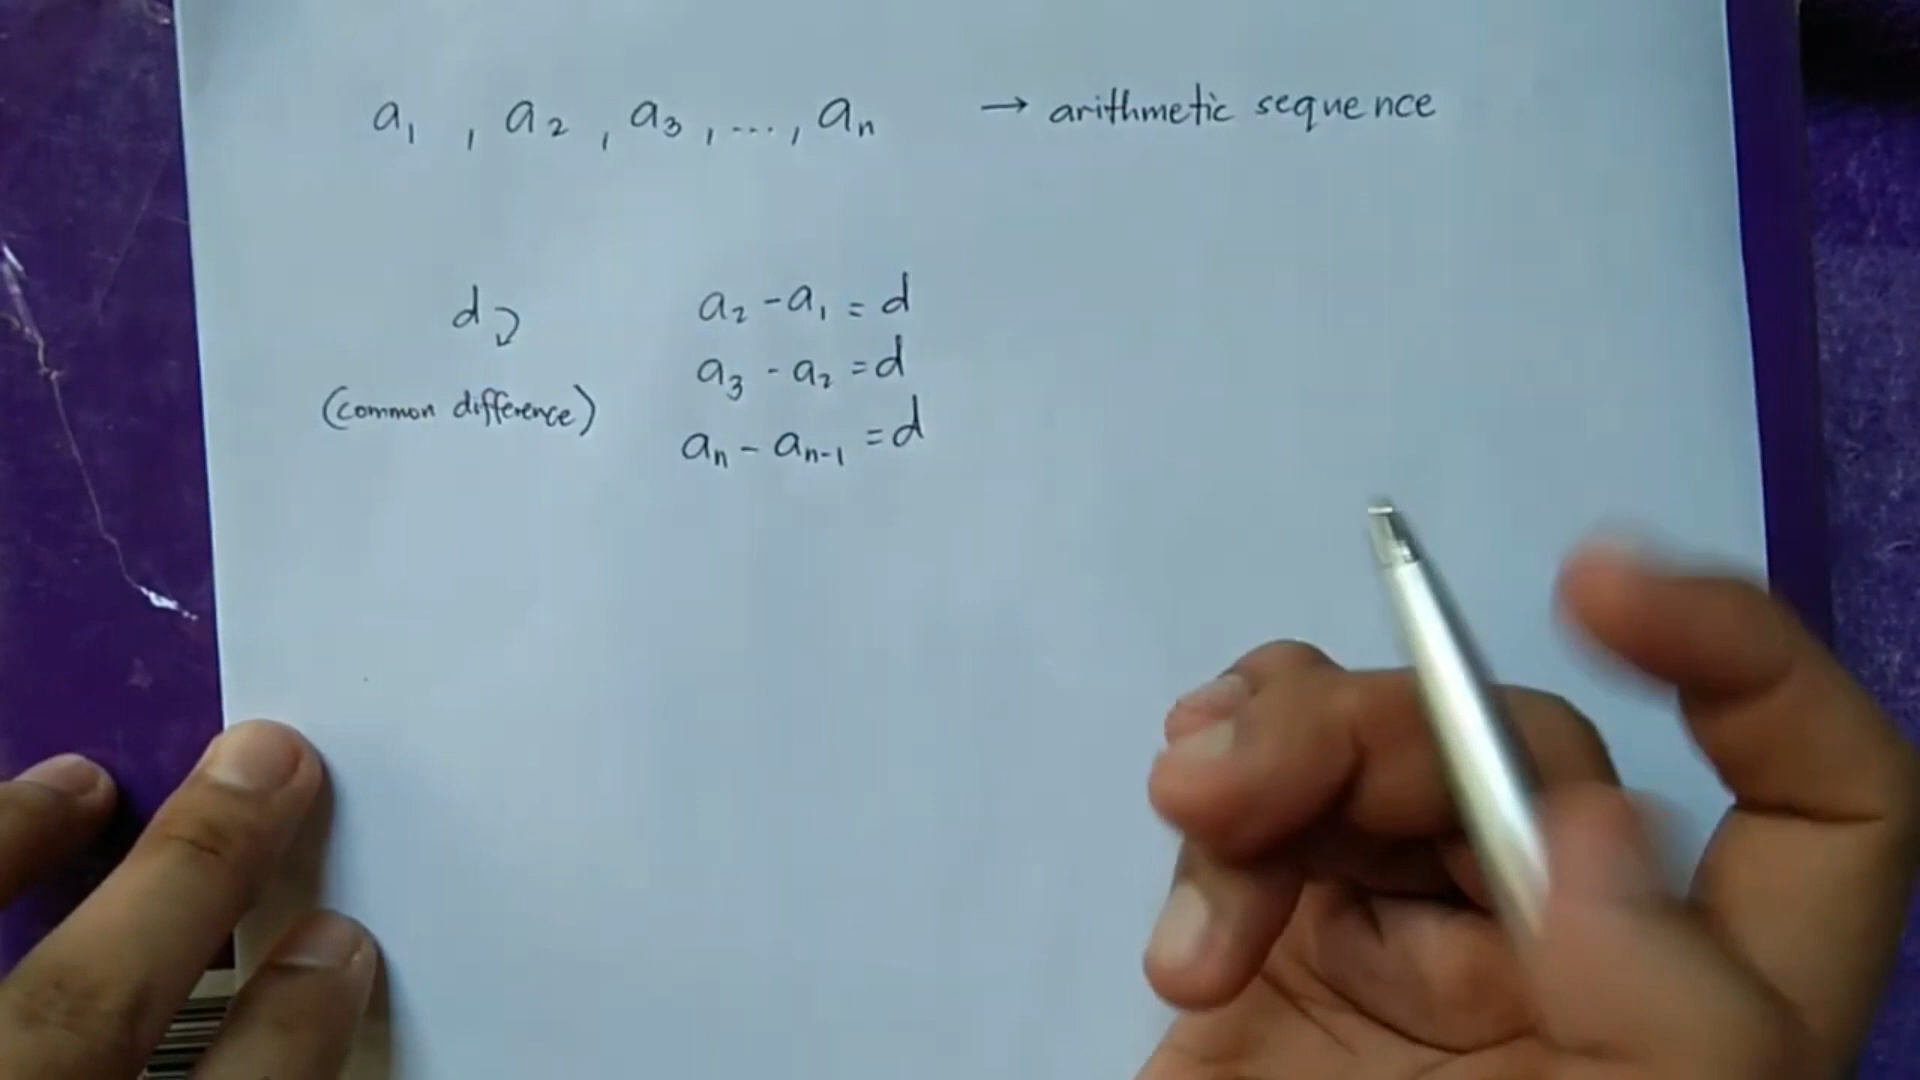 a₁ , a₂ , a₃ , ... , aₙ → arithmetic sequence
d
(common difference)
a₂ - a₁ = d
a₃ - a₂ = d
aₙ - aₙ₋₁ = d